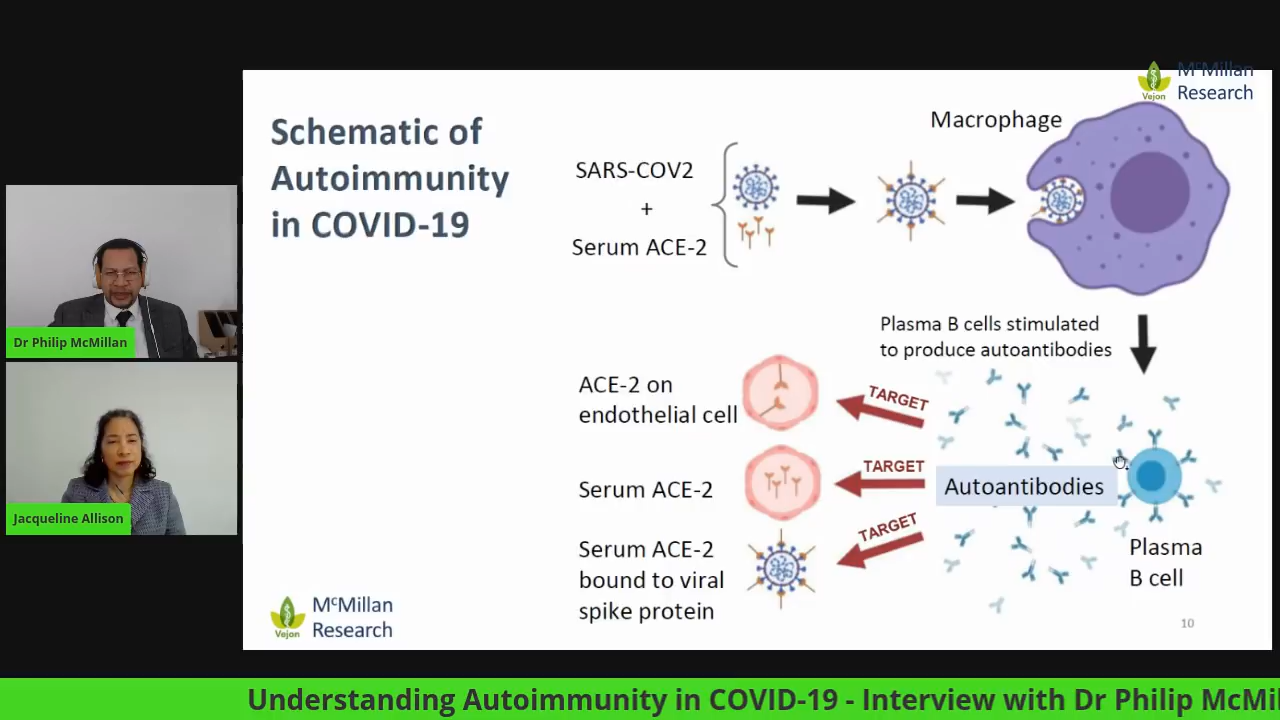 McMillan
Research
Vejon
Schematic of
Autoimmunity
in COVID-19
SARS-COV2
+
Serum ACE-2
Macrophage
Plasma B cells stimulated
to produce autoantibodies
ACE-2 on
endothelial cell
TARGET
Serum ACE-2
TARGET
Autoantibodies
Serum ACE-2
bound to viral
spike protein
TARGET
Plasma
B cell
McMillan
Research
Vejon
10
Dr Philip McMillan
Jacqueline Allison
Understanding Autoimmunity in COVID-19 - Interview with Dr Philip McMi